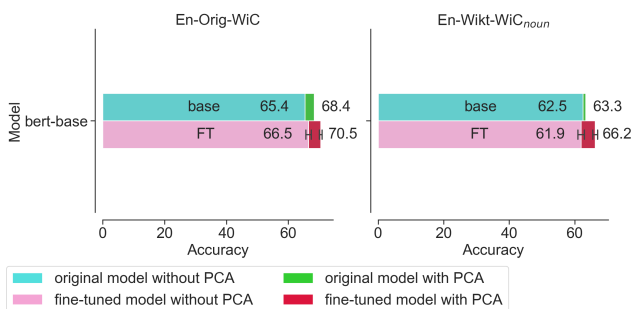 En-Orig-WiC
En-Wikt-WiC_noun
Model
bert-base
base 65.4 68.4
FT 66.5 70.5
base 62.5 63.3
FT 61.9 66.2
0 20 40 60
0 20 40 60
Accuracy
Accuracy
original model without PCA
original model with PCA
fine-tuned model without PCA
fine-tuned model with PCA